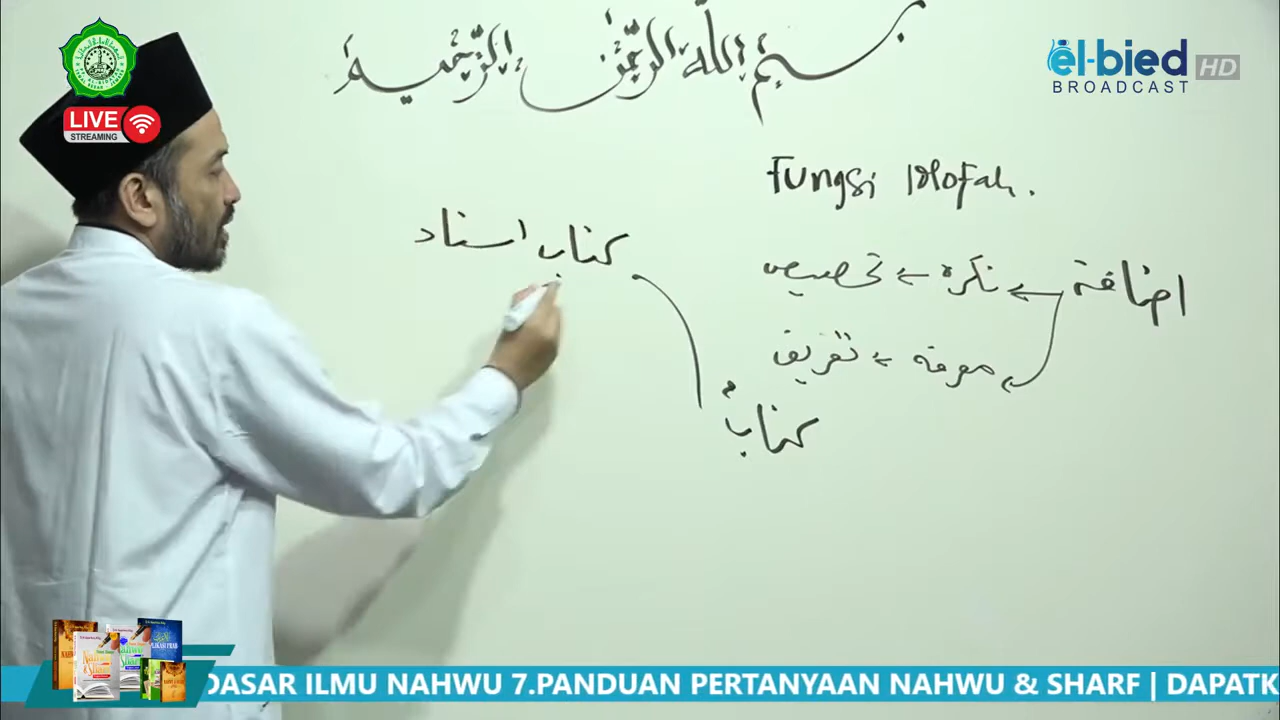 بسم الله الرحمن الرحيم
el-bied HD
BROADCAST
LIVE
STREAMING
Fungsi Idlofah.
اضافة ← نكرة ← تخصيص
معرفة ← تعريف
كتاب استاد
كتابٌ
DASAR ILMU NAHWU 7.PANDUAN PERTANYAAN NAHWU & SHARF | DAPATK